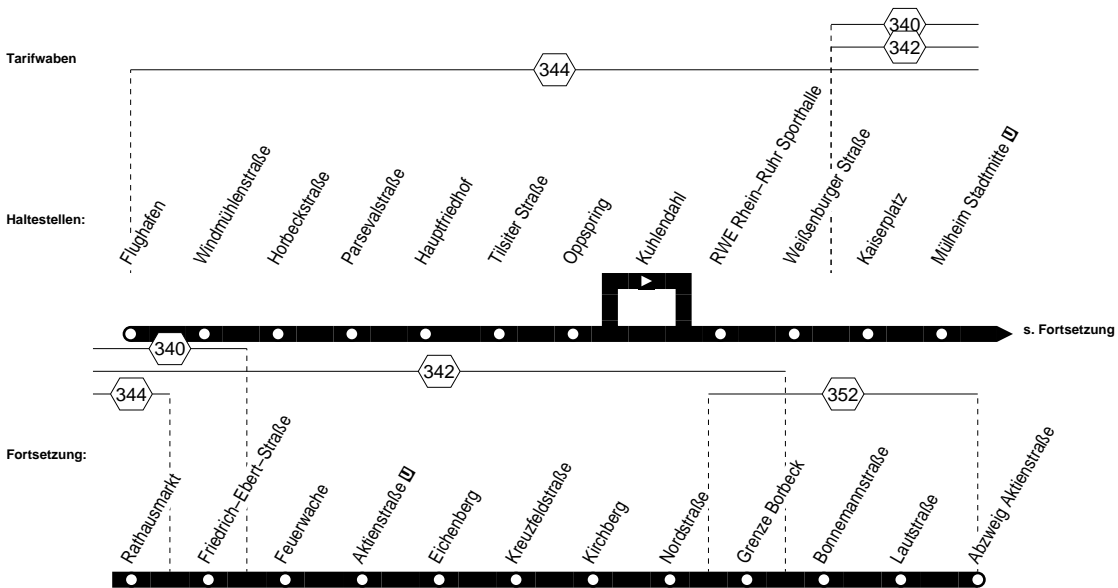 340
342
Tarifwaben
344
Haltestellen:
Flughafen
Windmühlenstraße
Horbeckstraße
Parsevalstraße
Hauptfriedhof
Tilsiter Straße
Oppspring
Kuhlendahl
RWE Rhein–Ruhr Sporthalle
Weißenburger Straße
Kaiserplatz
Mülheim Stadtmitte U
s. Fortsetzung
340
342
344
352
Fortsetzung:
Rathausmarkt
Friedrich–Ebert–Straße
Feuerwache
Aktienstraße U
Eichenberg
Kreuzfeldstraße
Kirchberg
Nordstraße
Grenze Borbeck
Bonnemannstraße
Lautstraße
Abzweig Aktienstraße